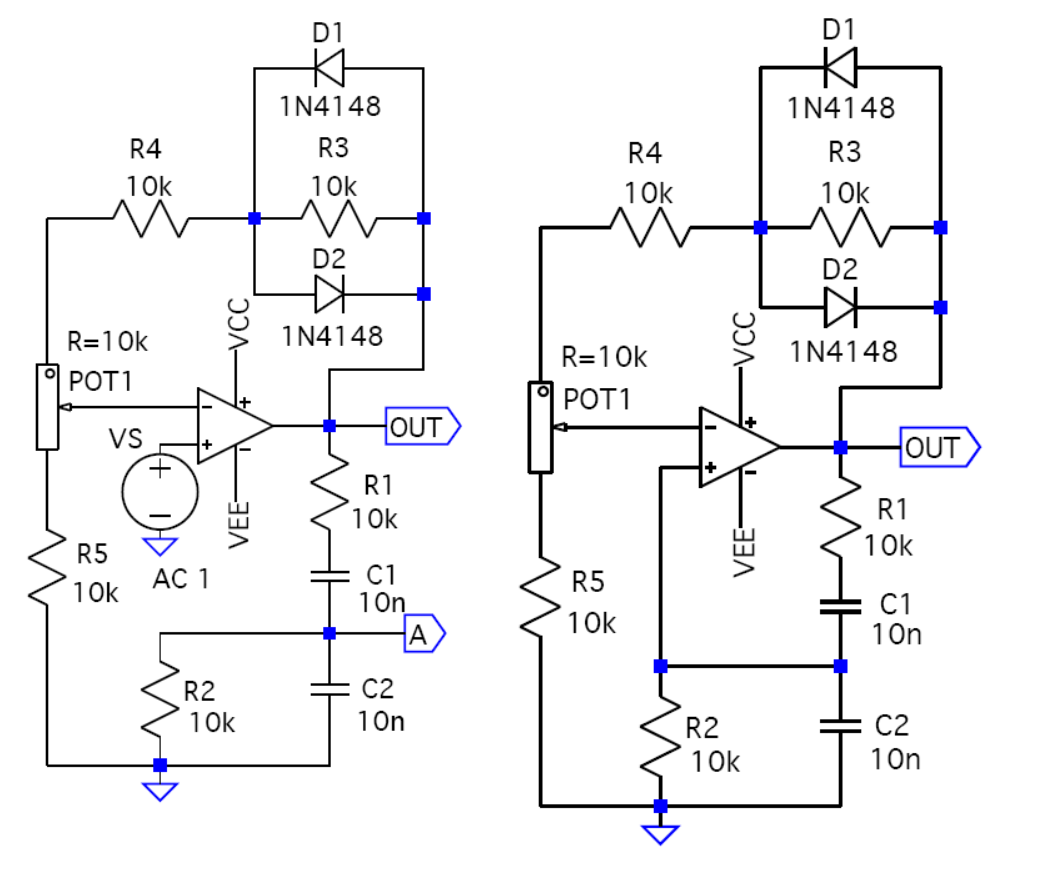 D1
1N4148
R4
10k
R3
10k
D2
1N4148
VCC
R=10k
POT1
−
+
+
−
VS
+
−
AC 1
VEE
OUT
R1
10k
C1
10n
R5
10k
A
R2
10k
C2
10n
D1
1N4148
R4
10k
R3
10k
D2
1N4148
VCC
R=10k
POT1
−
+
+
−
VEE
OUT
R1
10k
C1
10n
R5
10k
R2
10k
C2
10n